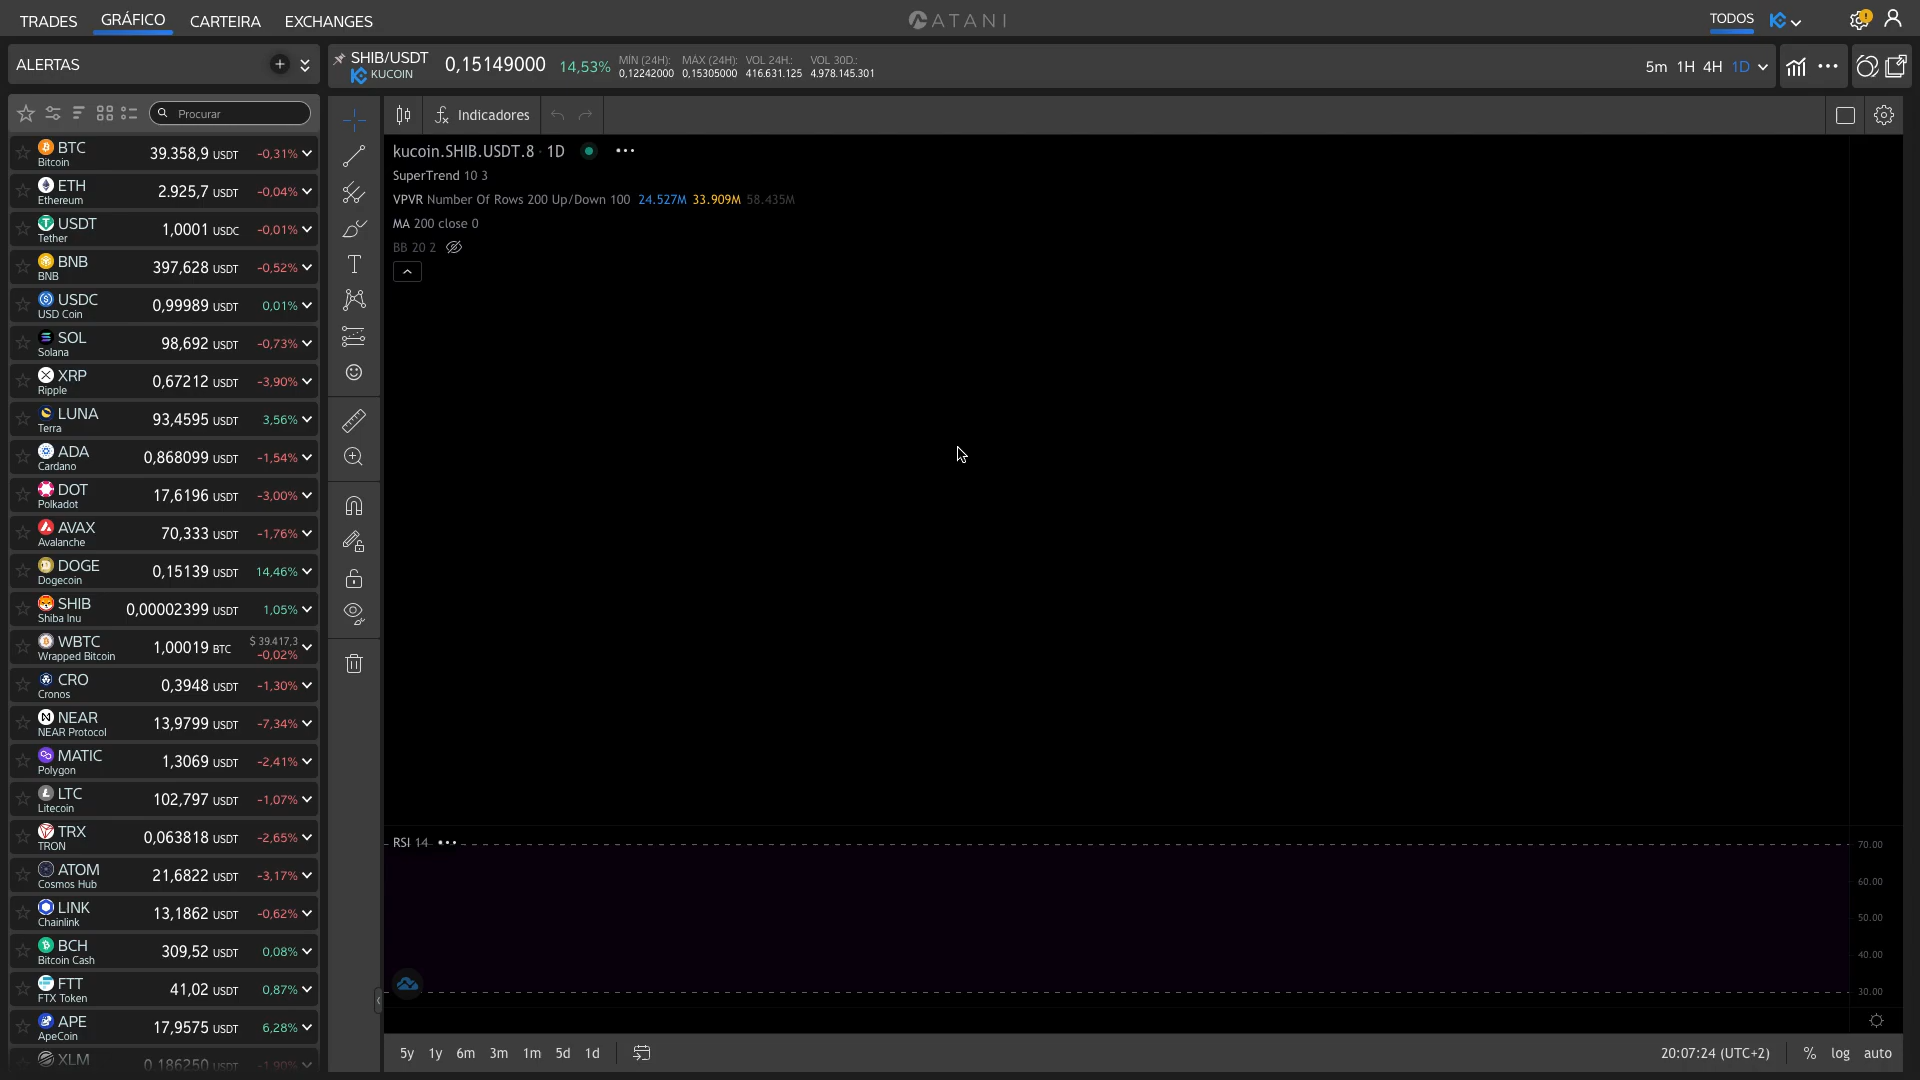 TRADES GRÁFICO CARTEIRA EXCHANGES
ATANI
TODOS
ALERTAS
SHIB/USDT
KUCOIN
0,15149000 14,53%
MÍN (24H): MÁX (24H): VOL 24H.: VOL 30D.:
0,12242000 0,15305000 416.631.125 4.978.145.301
5m 1H 4H 1D
Procurar
BTC 39.358,9 USDT -0,31%
Bitcoin
ETH 2.925,7 USDT -0,04%
Ethereum
USDT 1,0001 USDC -0,01%
Tether
BNB 397,628 USDT -0,52%
BNB
USDC 0,99989 USDT 0,01%
USD Coin
SOL 98,692 USDT -0,73%
Solana
XRP 0,67212 USDT -3,90%
Ripple
LUNA 93,4595 USDT 3,56%
Terra
ADA 0,868099 USDT -1,54%
Cardano
DOT 17,6196 USDT -3,00%
Polkadot
AVAX 70,333 USDT -1,76%
Avalanche
DOGE 0,15139 USDT 14,46%
Dogecoin
SHIB 0,00002399 USDT 1,05%
Shiba Inu
WBTC 1,00019 BTC $ 39.417,3
Wrapped Bitcoin -0,02%
CRO 0,3948 USDT -1,30%
Cronos
NEAR 13,9799 USDT -7,34%
NEAR Protocol
MATIC 1,3069 USDT -2,41%
Polygon
LTC 102,797 USDT -1,07%
Litecoin
TRX 0,063818 USDT -2,65%
TRON
ATOM 21,6822 USDT -3,17%
Cosmos Hub
LINK 13,1862 USDT -0,62%
Chainlink
BCH 309,52 USDT 0,08%
Bitcoin Cash
FTT 41,02 USDT 0,87%
FTX Token
APE 17,9575 USDT 6,28%
ApeCoin
XLM 0,186250 USDT -1,90%
Indicadores
kucoin.SHIB.USDT.8 · 1D
SuperTrend 10 3
VPVR Number Of Rows 200 Up/Down 100 24.527M 33.909M 58.435M
MA 200 close 0
BB 20 2
RSI 14
70.00
60.00
50.00
40.00
30.00
5y 1y 6m 3m 1m 5d 1d
20:07:24 (UTC+2) % log auto